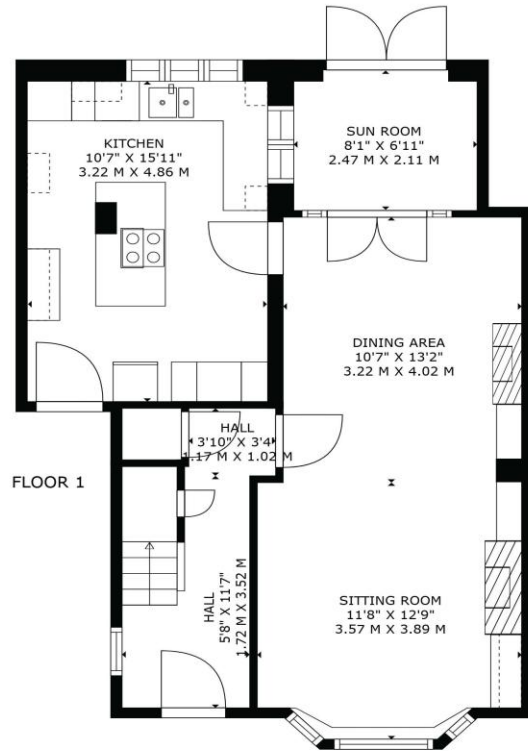 SUN ROOM
8'1" X 6'11"
2.47 M X 2.11 M
KITCHEN
10'7" X 15'11"
3.22 M X 4.86 M
DINING AREA
10'7" X 13'2"
3.22 M X 4.02 M
HALL
3'10" X 3'4"
1.17 M X 1.02 M
FLOOR 1
HALL
5'8" X 11'7"
1.72 M X 3.52 M
SITTING ROOM
11'8" X 12'9"
3.57 M X 3.89 M